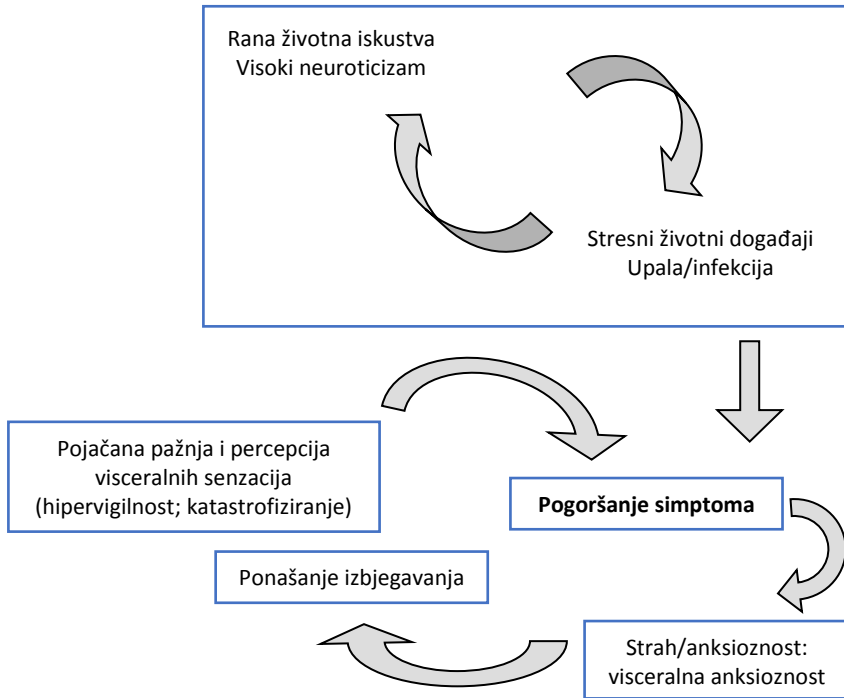 Rana životna iskustva
Visoki neuroticizam
Stresni životni događaji
Upala/infekcija
Pojačana pažnja i percepcija
visceralnih senzacija
(hipervigilnost; katastrofiziranje)
Pogoršanje simptoma
Ponašanje izbjegavanja
Strah/anksioznost:
visceralna anksioznost